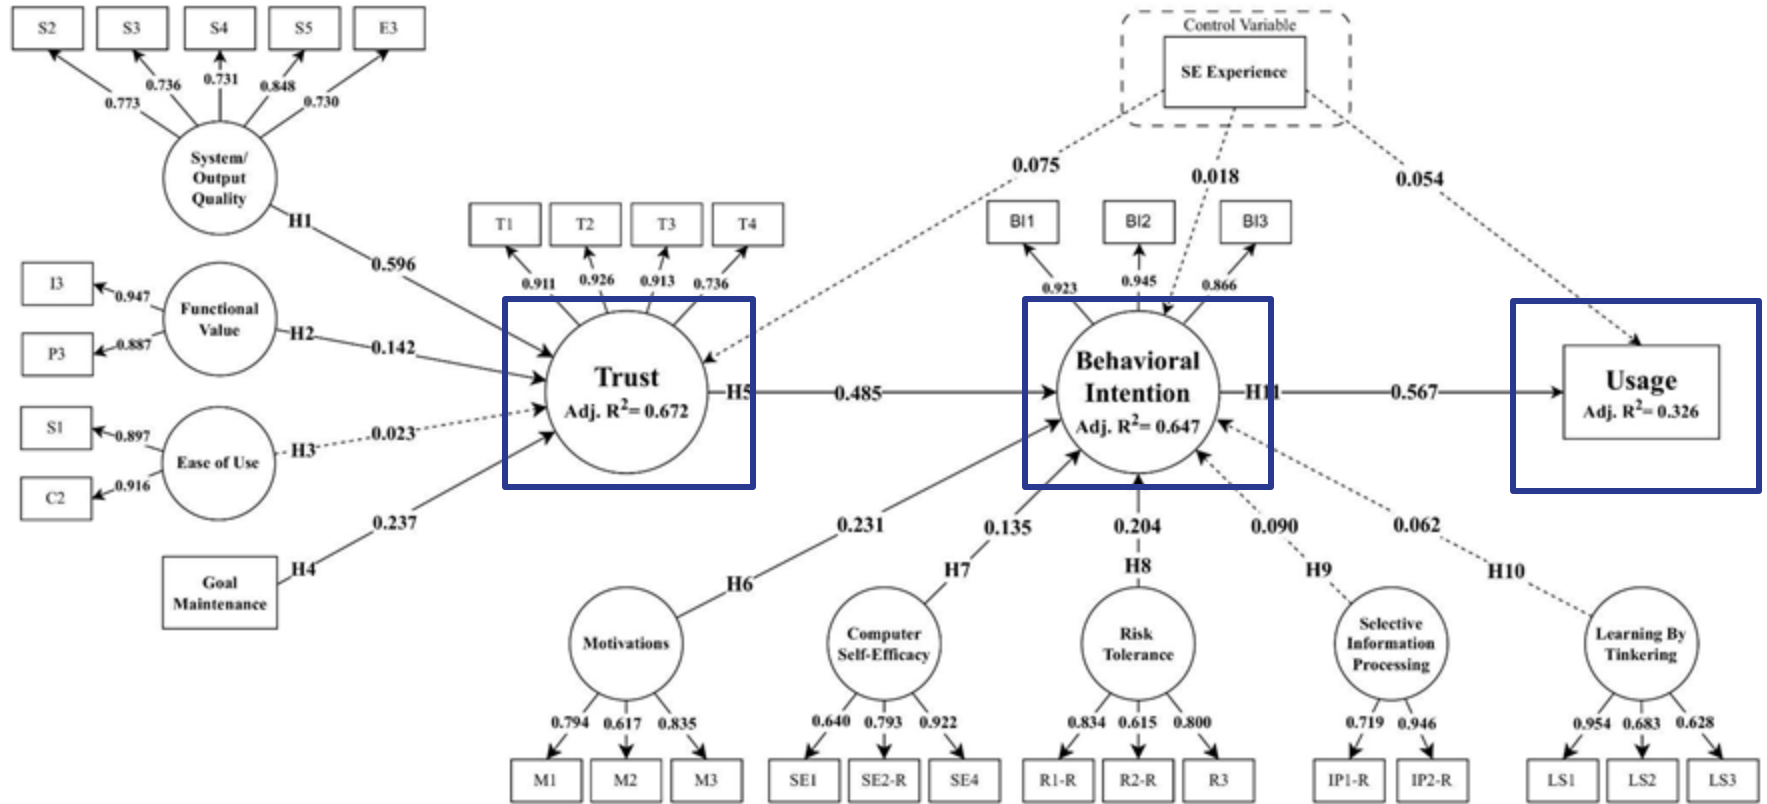 S2
S3
S4
S5
E3
0.773
0.736
0.731
0.848
0.730
System/
Output
Quality
Control Variable
SE Experience
0.075
0.018
0.054
H1
0.596
T1
T2
T3
T4
0.911
0.926
0.913
0.736
BI1
BI2
BI3
0.923
0.945
0.866
I3
P3
0.947
0.887
Functional
Value
H2
0.142
S1
C2
0.897
0.916
Ease of Use
H3
0.023
Goal
Maintenance
H4
0.237
Trust
Adj. R²= 0.672
H5
0.485
Behavioral
Intention
Adj. R²= 0.647
H11
0.567
Usage
Adj. R²= 0.326
0.231
0.135
0.204
0.090
0.062
H6
H7
H8
H9
H10
Motivations
Computer
Self-Efficacy
Risk
Tolerance
Selective
Information
Processing
Learning By
Tinkering
0.794
0.617
0.835
0.640
0.793
0.922
0.834
0.615
0.800
0.719
0.946
0.954
0.683
0.628
M1
M2
M3
SE1
SE2-R
SE4
R1-R
R2-R
R3
IP1-R
IP2-R
LS1
LS2
LS3